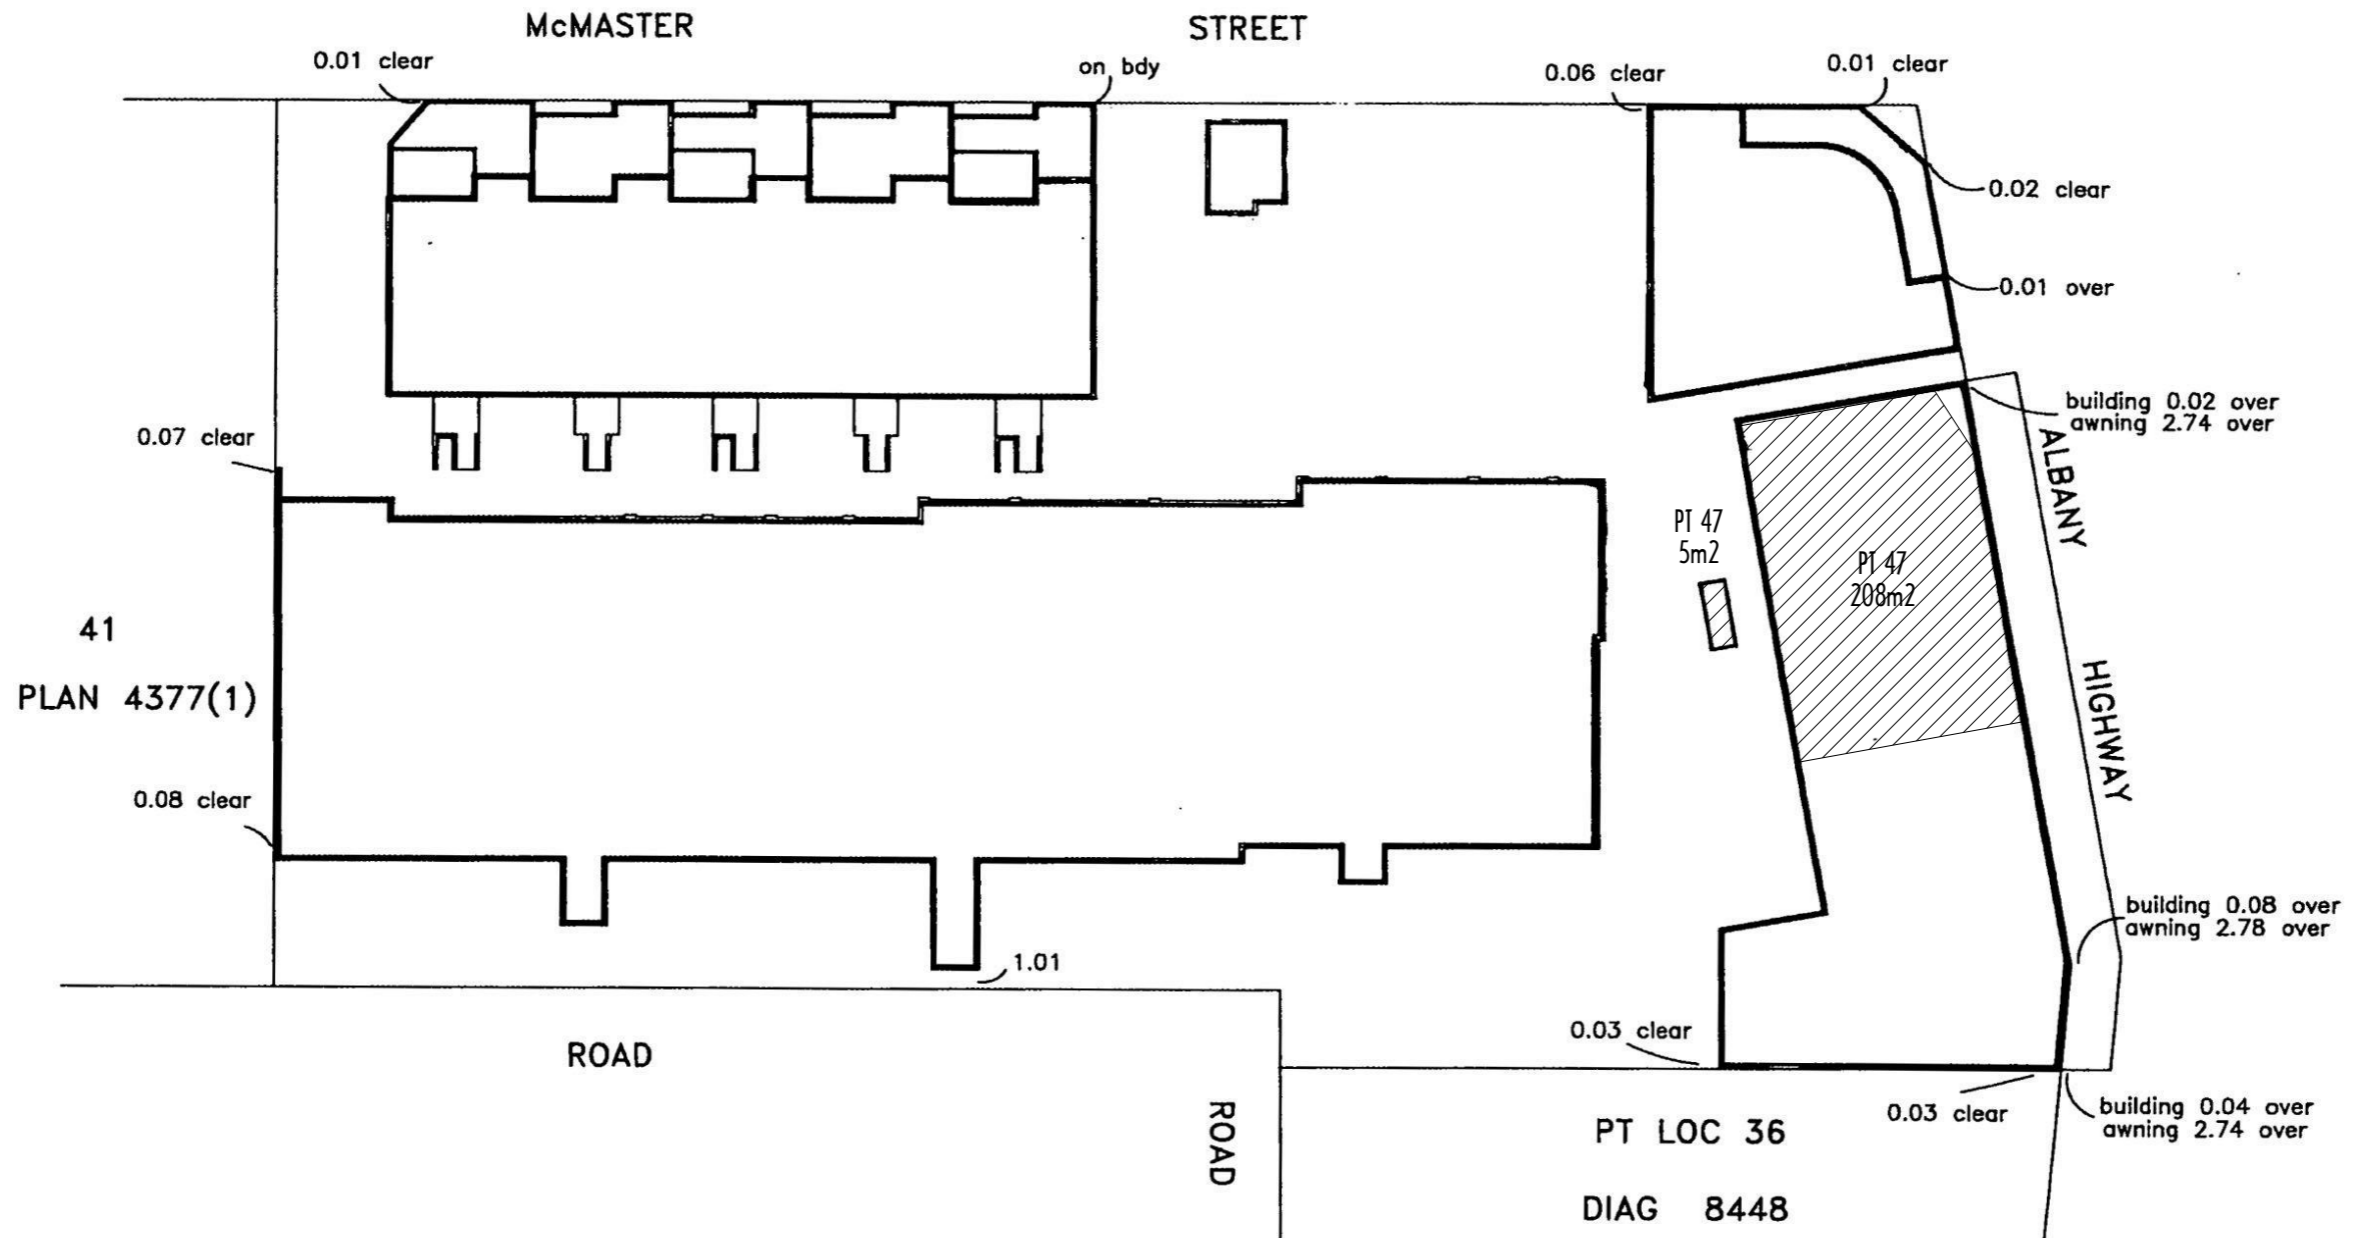 McMASTER STREET
0.01 clear
on bdy
0.06 clear
0.01 clear
0.02 clear
0.01 over
building 0.02 over
awning 2.74 over
ALBANY
HIGHWAY
0.07 clear
PT 47
5m2
PT 47
208m2
41
PLAN 4377(1)
0.08 clear
building 0.08 over
awning 2.78 over
1.01
0.03 clear
ROAD
ROAD
0.03 clear
building 0.04 over
awning 2.74 over
PT LOC 36
DIAG 8448